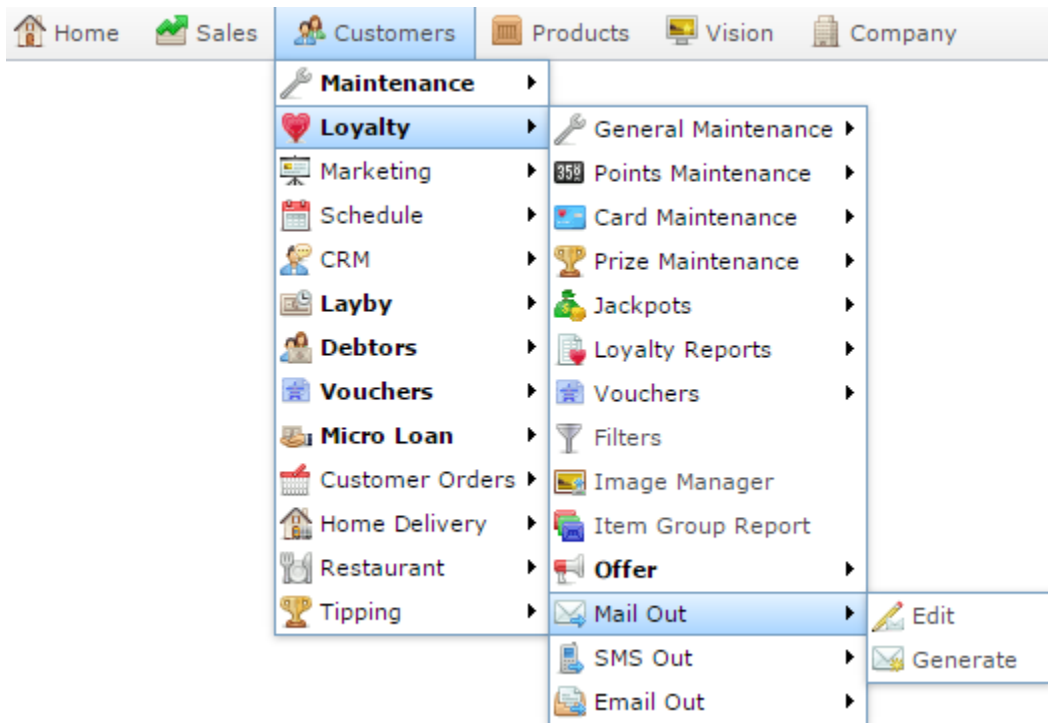 Home Sales Customers Products Vision Company
Maintenance
Loyalty
Marketing
Schedule
CRM
Layby
Debtors
Vouchers
Micro Loan
Customer Orders
Home Delivery
Restaurant
Tipping
General Maintenance
358 Points Maintenance
Card Maintenance
Prize Maintenance
Jackpots
Loyalty Reports
Vouchers
Filters
Image Manager
Item Group Report
Offer
Mail Out
SMS Out
Email Out
Edit
Generate